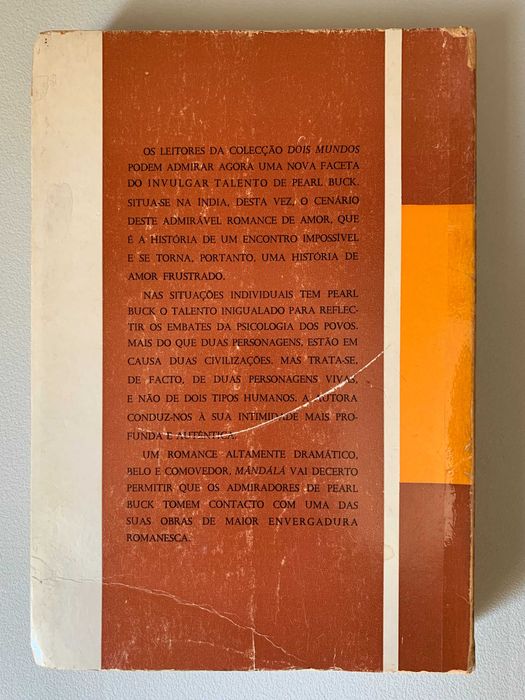 OS LEITORES DA COLECÇÃO DOIS MUNDOS
PODEM ADMIRAR AGORA UMA NOVA FACETA
DO INVULGAR TALENTO DE PEARL BUCK.
SITUA-SE NA ÍNDIA, DESTA VEZ, O CENÁRIO
DESTE ADMIRÁVEL ROMANCE DE AMOR, QUE
É A HISTÓRIA DE UM ENCONTRO IMPOSSÍVEL
E SE TORNA, PORTANTO, UMA HISTÓRIA DE
AMOR FRUSTRADO.
NAS SITUAÇÕES INDIVIDUAIS TEM PEARL
BUCK O TALENTO INIGUALADO PARA REFLEC-
TIR OS EMBATES DA PSICOLOGIA DOS POVOS.
MAIS DO QUE DUAS PERSONAGENS, ESTÃO EM
CAUSA DUAS CIVILIZAÇÕES. MAS TRATA-SE,
DE FACTO, DE DUAS PERSONAGENS VIVAS,
E NÃO DE DOIS TIPOS HUMANOS. A AUTORA
CONDUZ-NOS À SUA INTIMIDADE MAIS PRO-
FUNDA E AUTÊNTICA.
UM ROMANCE ALTAMENTE DRAMÁTICO,
BELO E COMOVEDOR, MÂNDALÁ VAI DECERTO
PERMITIR QUE OS ADMIRADORES DE PEARL
BUCK TOMEM CONTACTO COM UMA DAS
SUAS OBRAS DE MAIOR ENVERGADURA
ROMANESCA.